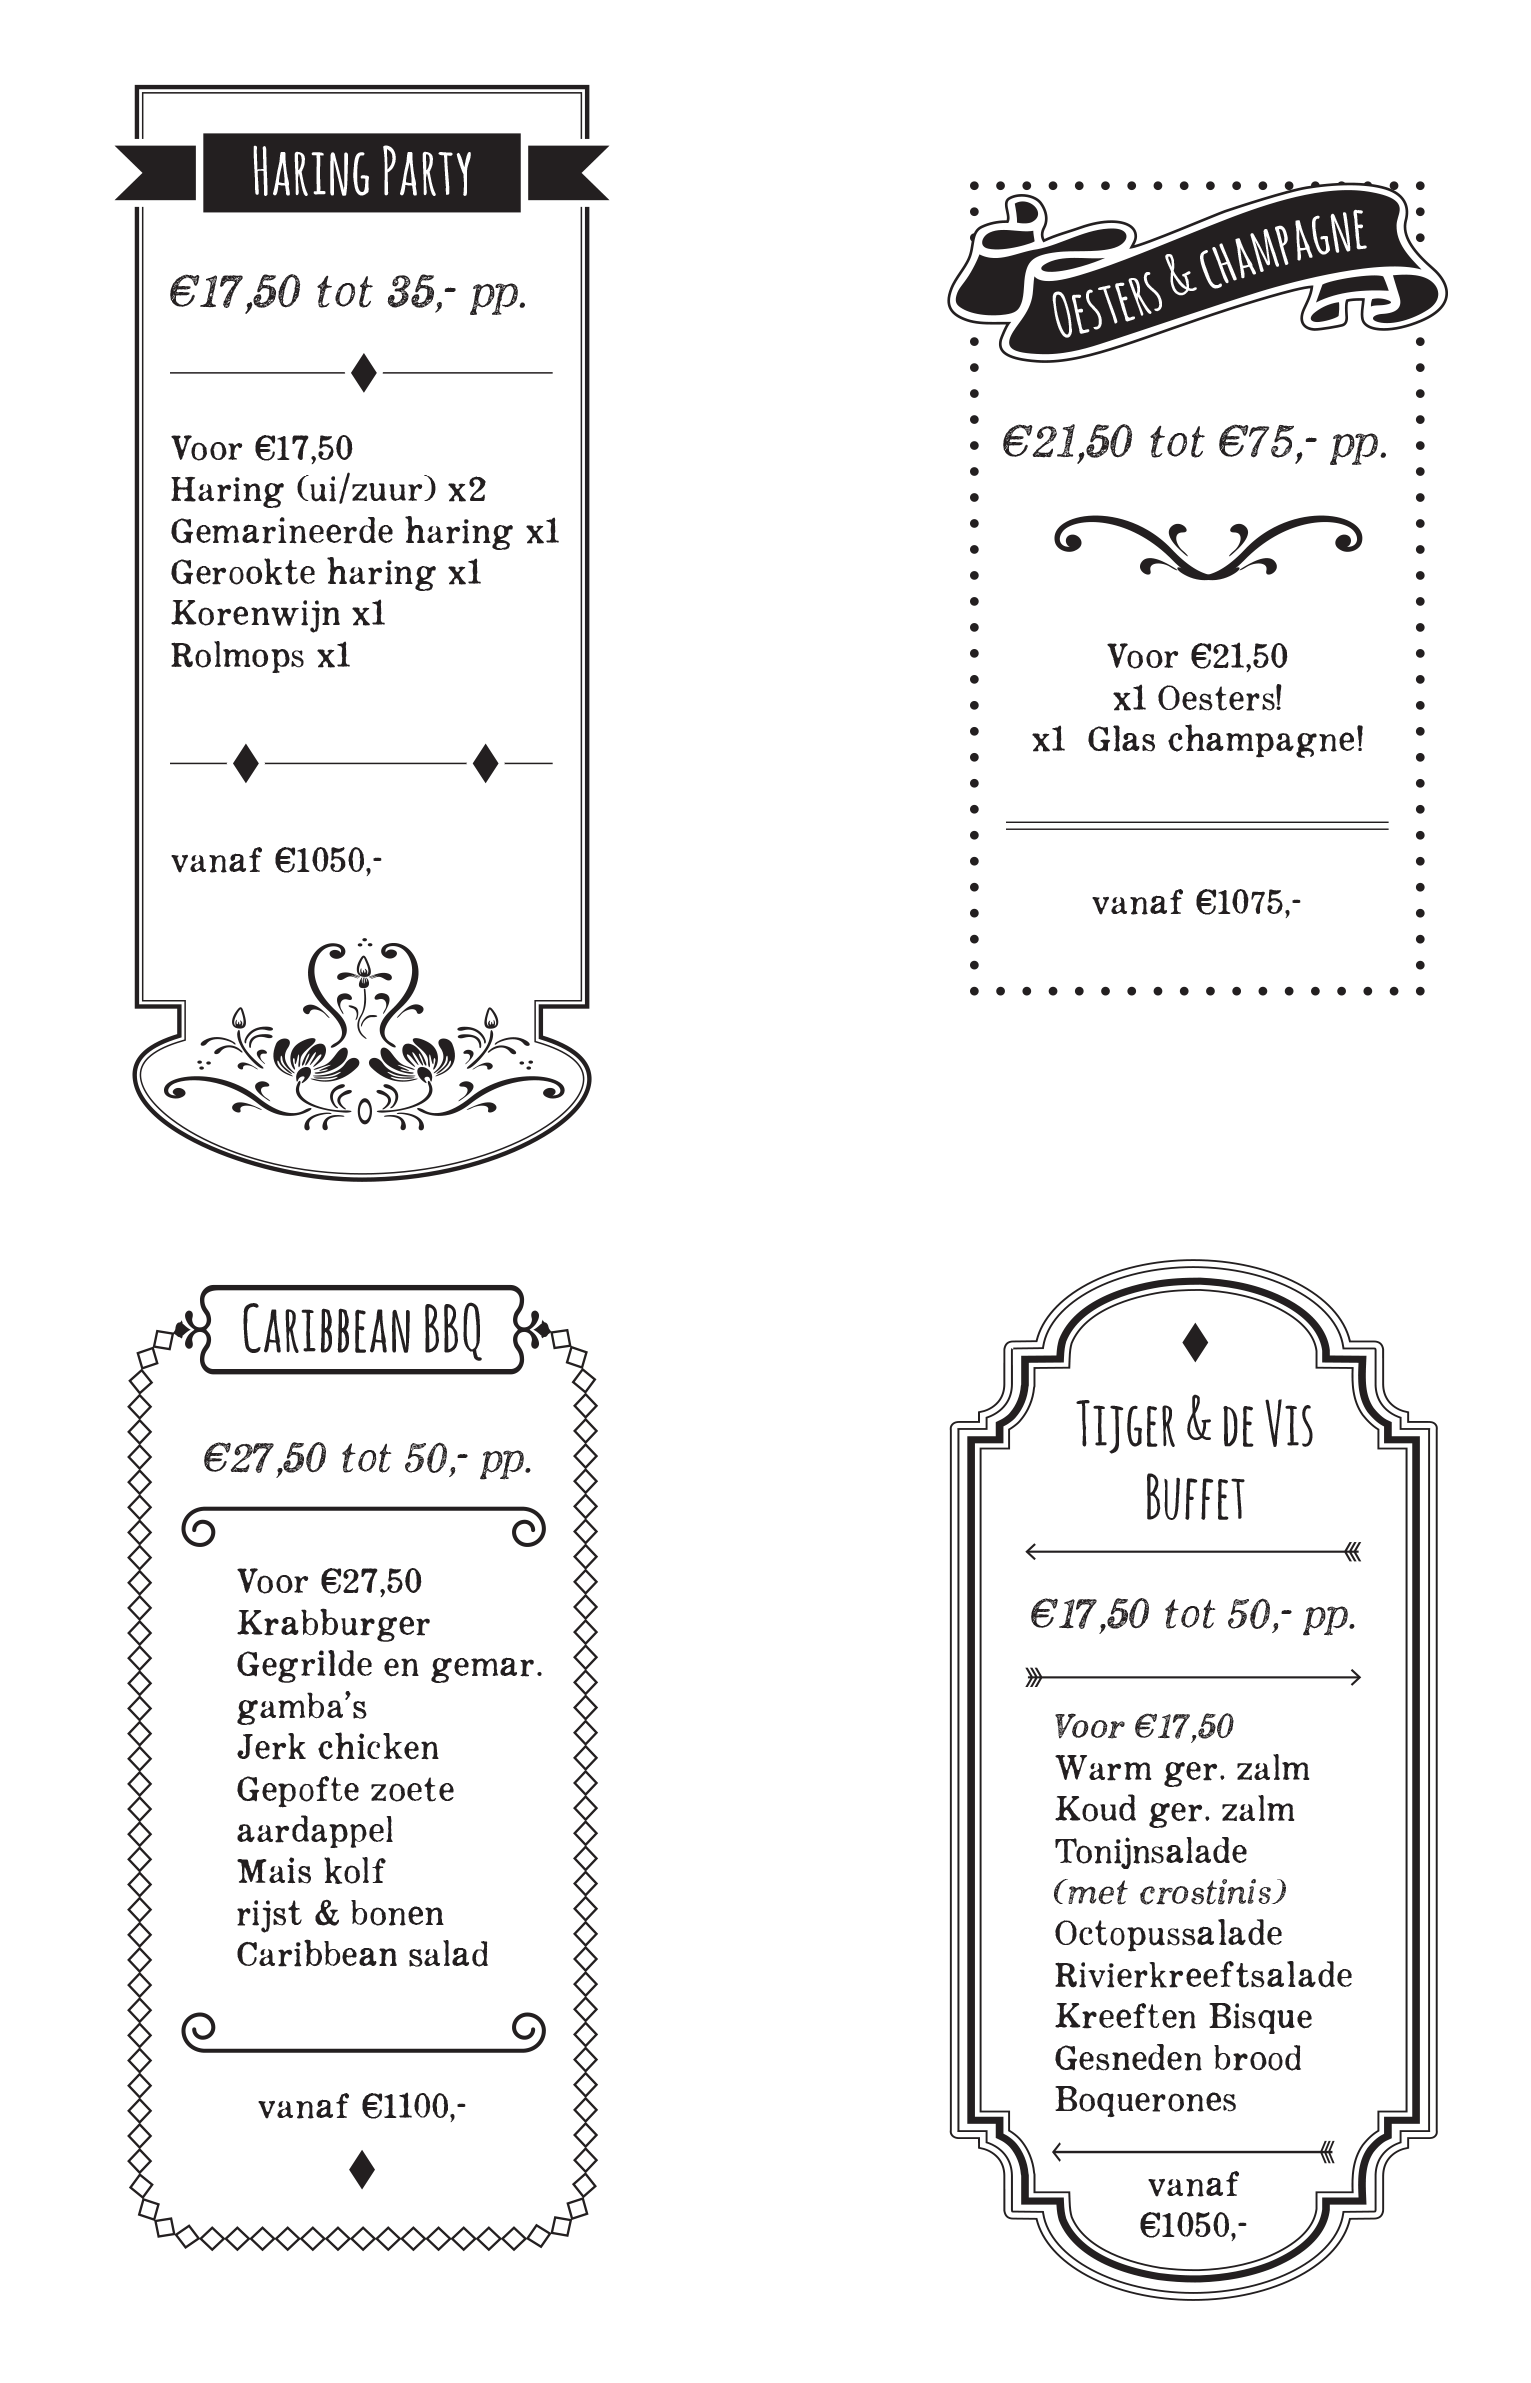 Haring Party
€17,50 tot 35,- pp.
Voor €17,50
Haring (ui/zuur) x2
Gemarineerde haring x1
Gerookte haring x1
Korenwijn x1
Rolmops x1
vanaf €1050,-
Oesters & champagne
€21,50 tot €75,- pp.
Voor €21,50
x1 Oesters!
x1 Glas champagne!
vanaf €1075,-
Caribbean BBQ
€27,50 tot 50,- pp.
Voor €27,50
Krabburger
Gegrilde en gemar.
gamba's
Jerk chicken
Gepofte zoete
aardappel
Mais kolf
rijst & bonen
Caribbean salad
vanaf €1100,-
Tijger & de Vis
Buffet
€17,50 tot 50,- pp.
Voor €17,50
Warm ger. zalm
Koud ger. zalm
Tonijnsalade
(met crostinis)
Octopussalade
Rivierkreeftsalade
Kreeften Bisque
Gesneden brood
Boquerones
vanaf
€1050,-